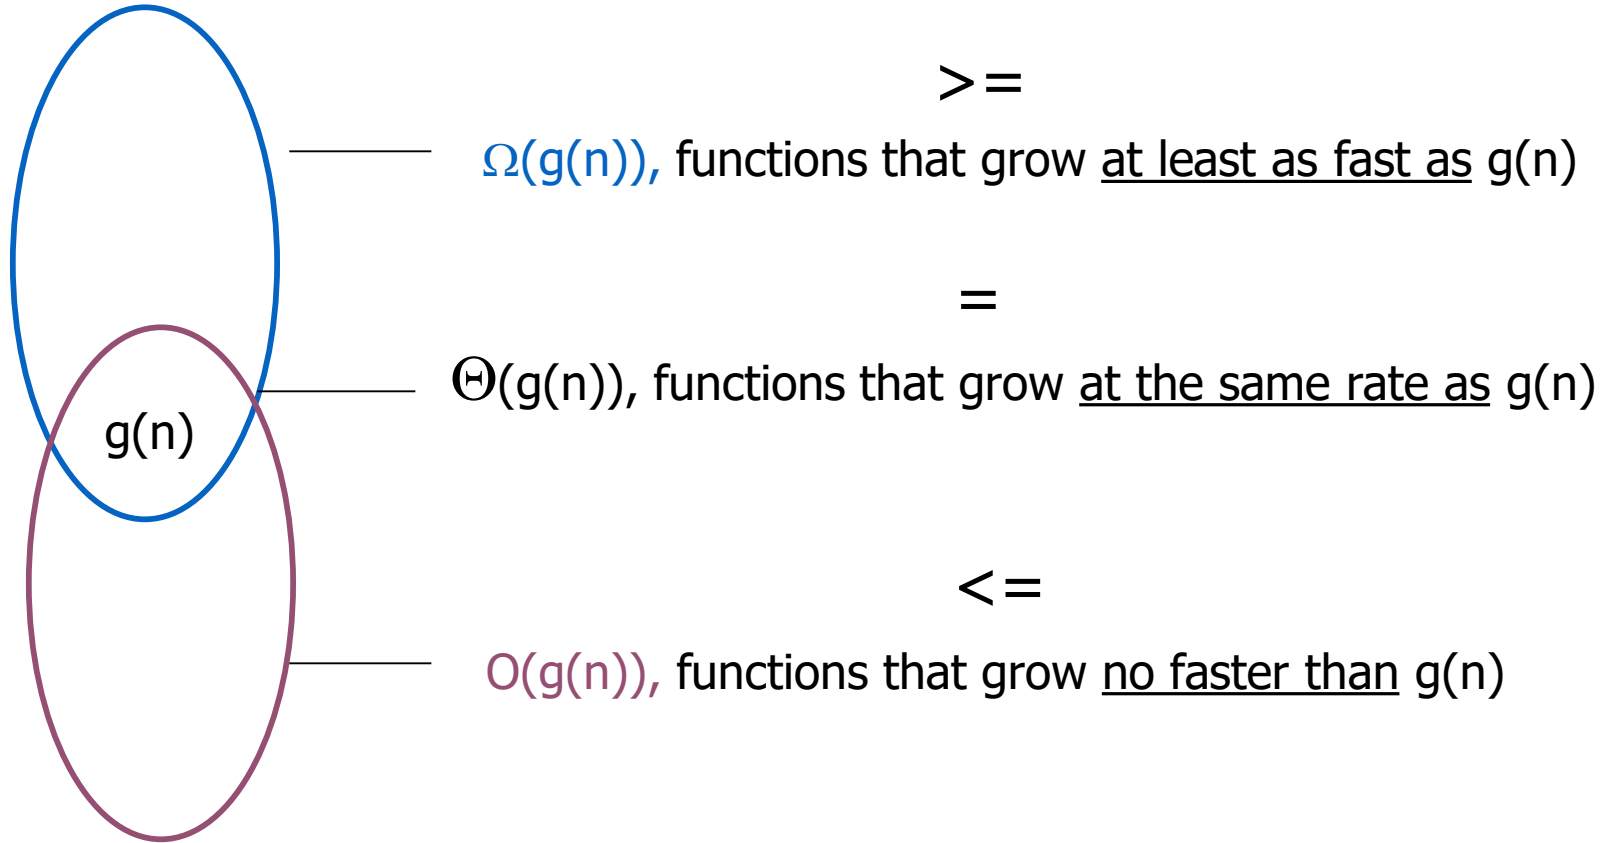 >=
Ω(g(n)), functions that grow at least as fast as g(n)
=
Θ(g(n)), functions that grow at the same rate as g(n)
g(n)
<=
O(g(n)), functions that grow no faster than g(n)